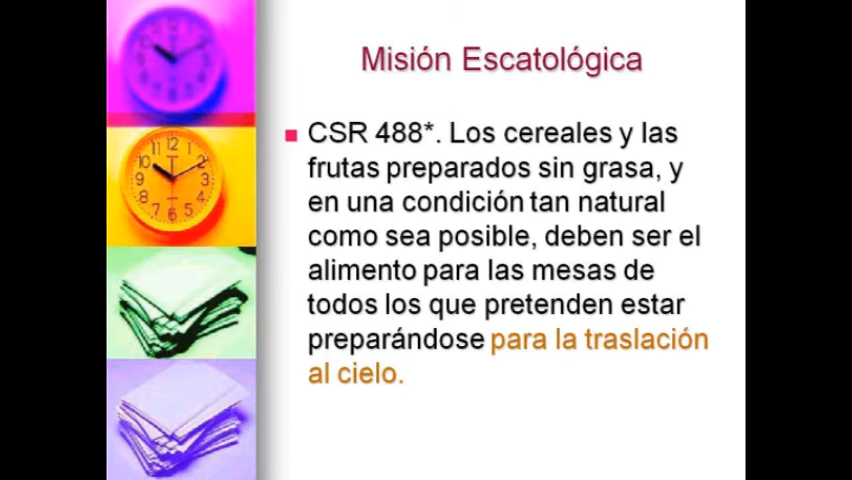 Misión Escatológica
CSR 488*. Los cereales y las
frutas preparados sin grasa, y
en una condición tan natural
como sea posible, deben ser el
alimento para las mesas de
todos los que pretenden estar
preparándose para la traslación
al cielo.